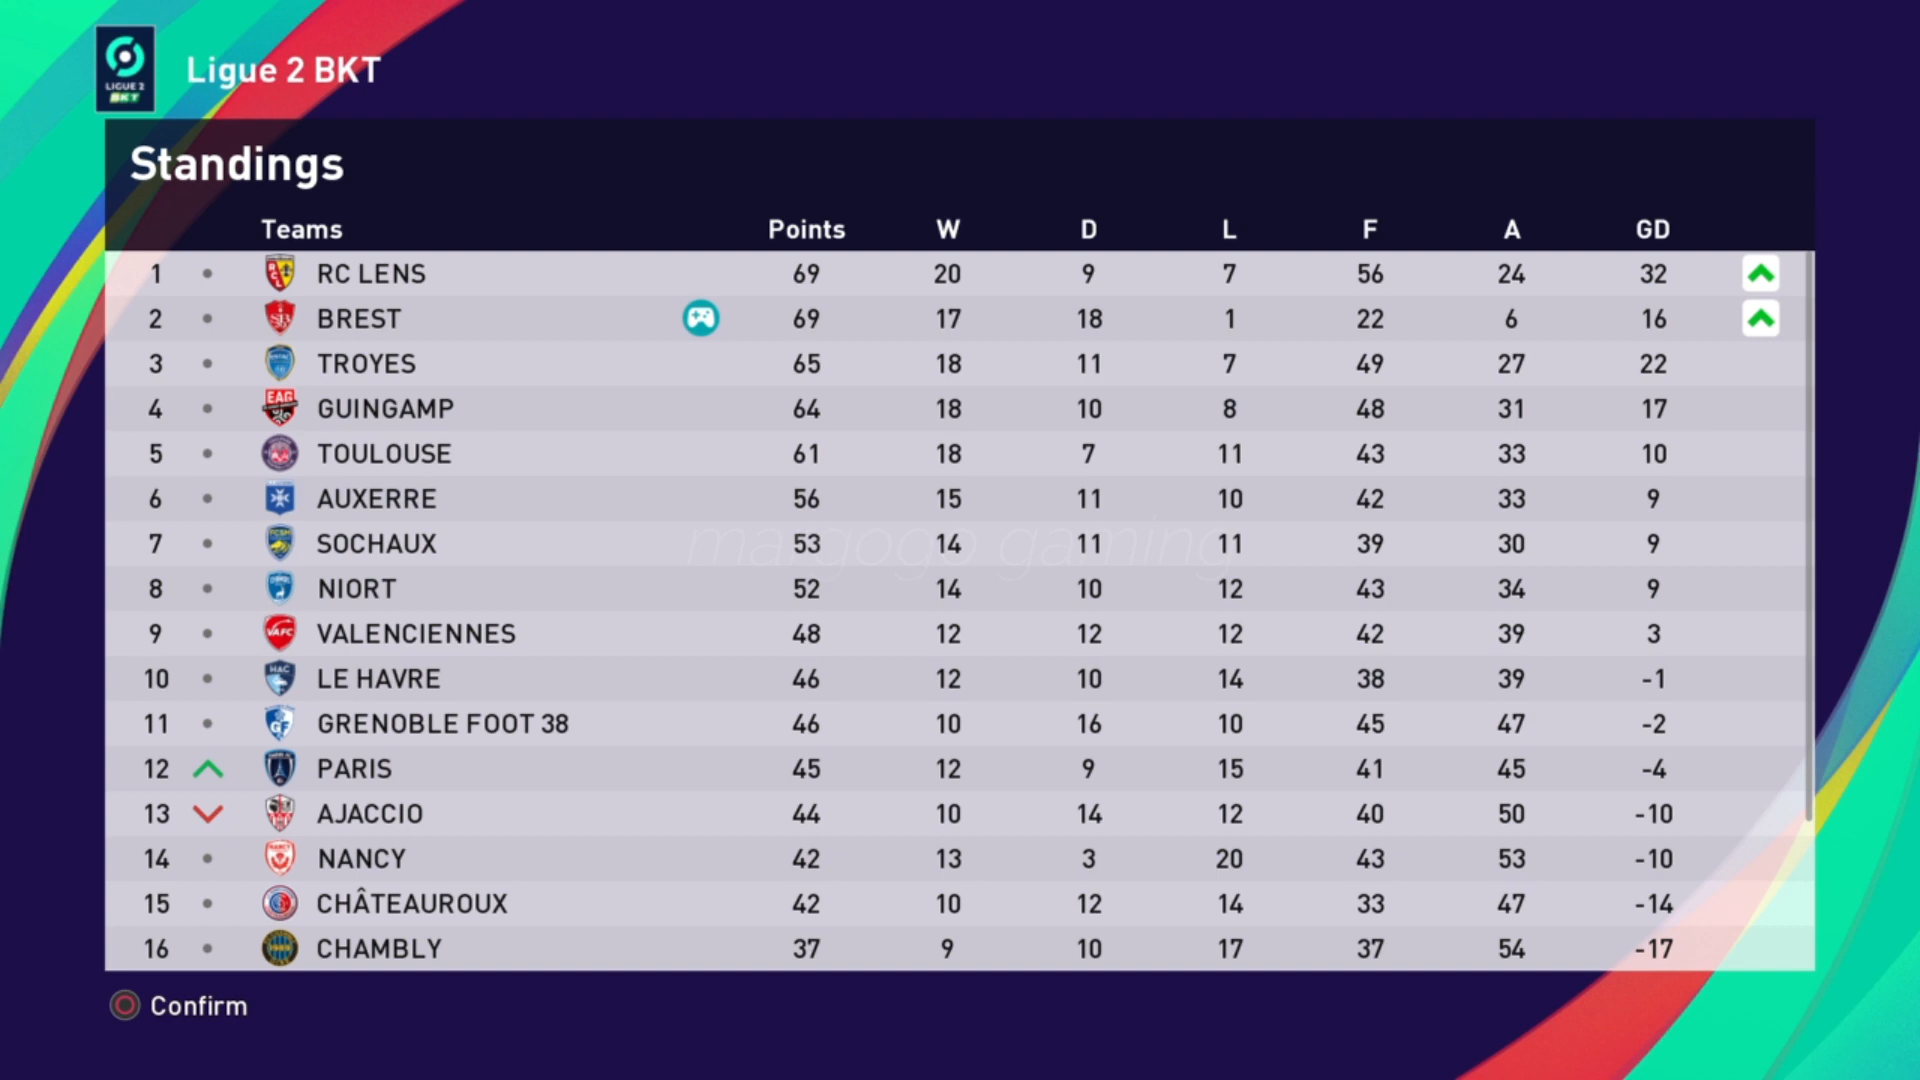 LIGUE 2
BKT
Ligue 2 BKT
Standings
Teams Points W D L F A GD
1 RC LENS 69 20 9 7 56 24 32
2 BREST 69 17 18 1 22 6 16
3 TROYES 65 18 11 7 49 27 22
4 GUINGAMP 64 18 10 8 48 31 17
5 TOULOUSE 61 18 7 11 43 33 10
6 AUXERRE 56 15 11 10 42 33 9
7 SOCHAUX 53 14 11 11 39 30 9
margogo gaming
8 NIORT 52 14 10 12 43 34 9
9 VALENCIENNES 48 12 12 12 42 39 3
10 LE HAVRE 46 12 10 14 38 39 -1
11 GRENOBLE FOOT 38 46 10 16 10 45 47 -2
12 PARIS 45 12 9 15 41 45 -4
13 AJACCIO 44 10 14 12 40 50 -10
14 NANCY 42 13 3 20 43 53 -10
15 CHÂTEAUROUX 42 10 12 14 33 47 -14
16 CHAMBLY 37 9 10 17 37 54 -17
Confirm